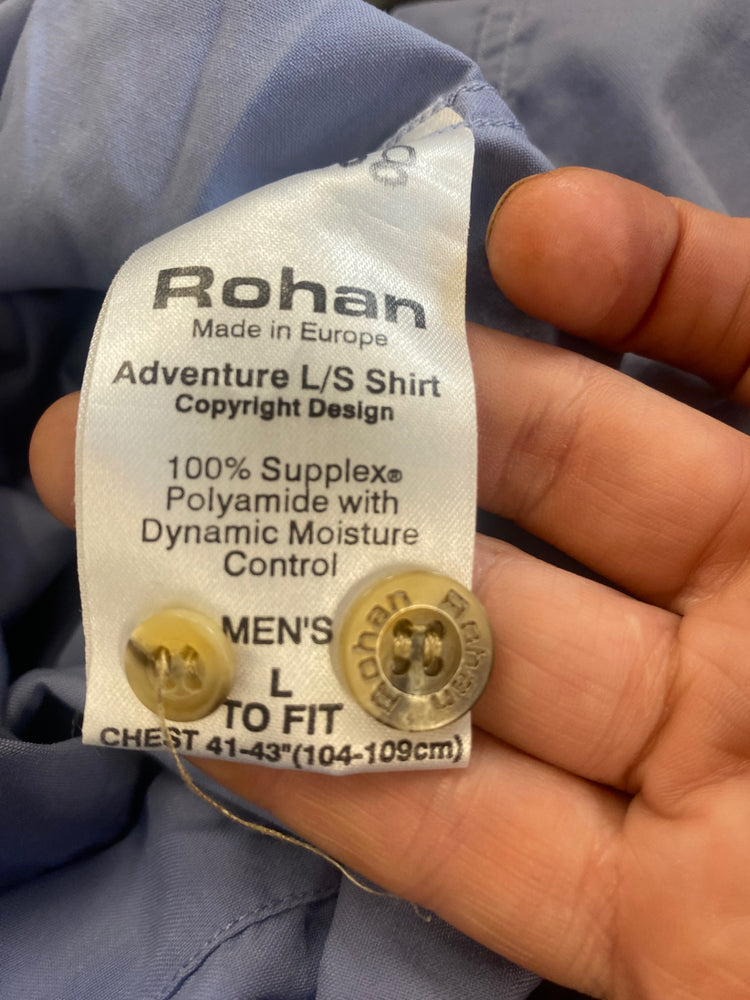 Rohan
Made in Europe
Adventure L/S Shirt
Copyright Design
100% Supplex®
Polyamide with
Dynamic Moisture
Control
MEN'S
L
TO FIT
CHEST 41-43"(104-109cm)
Rohan Rohan